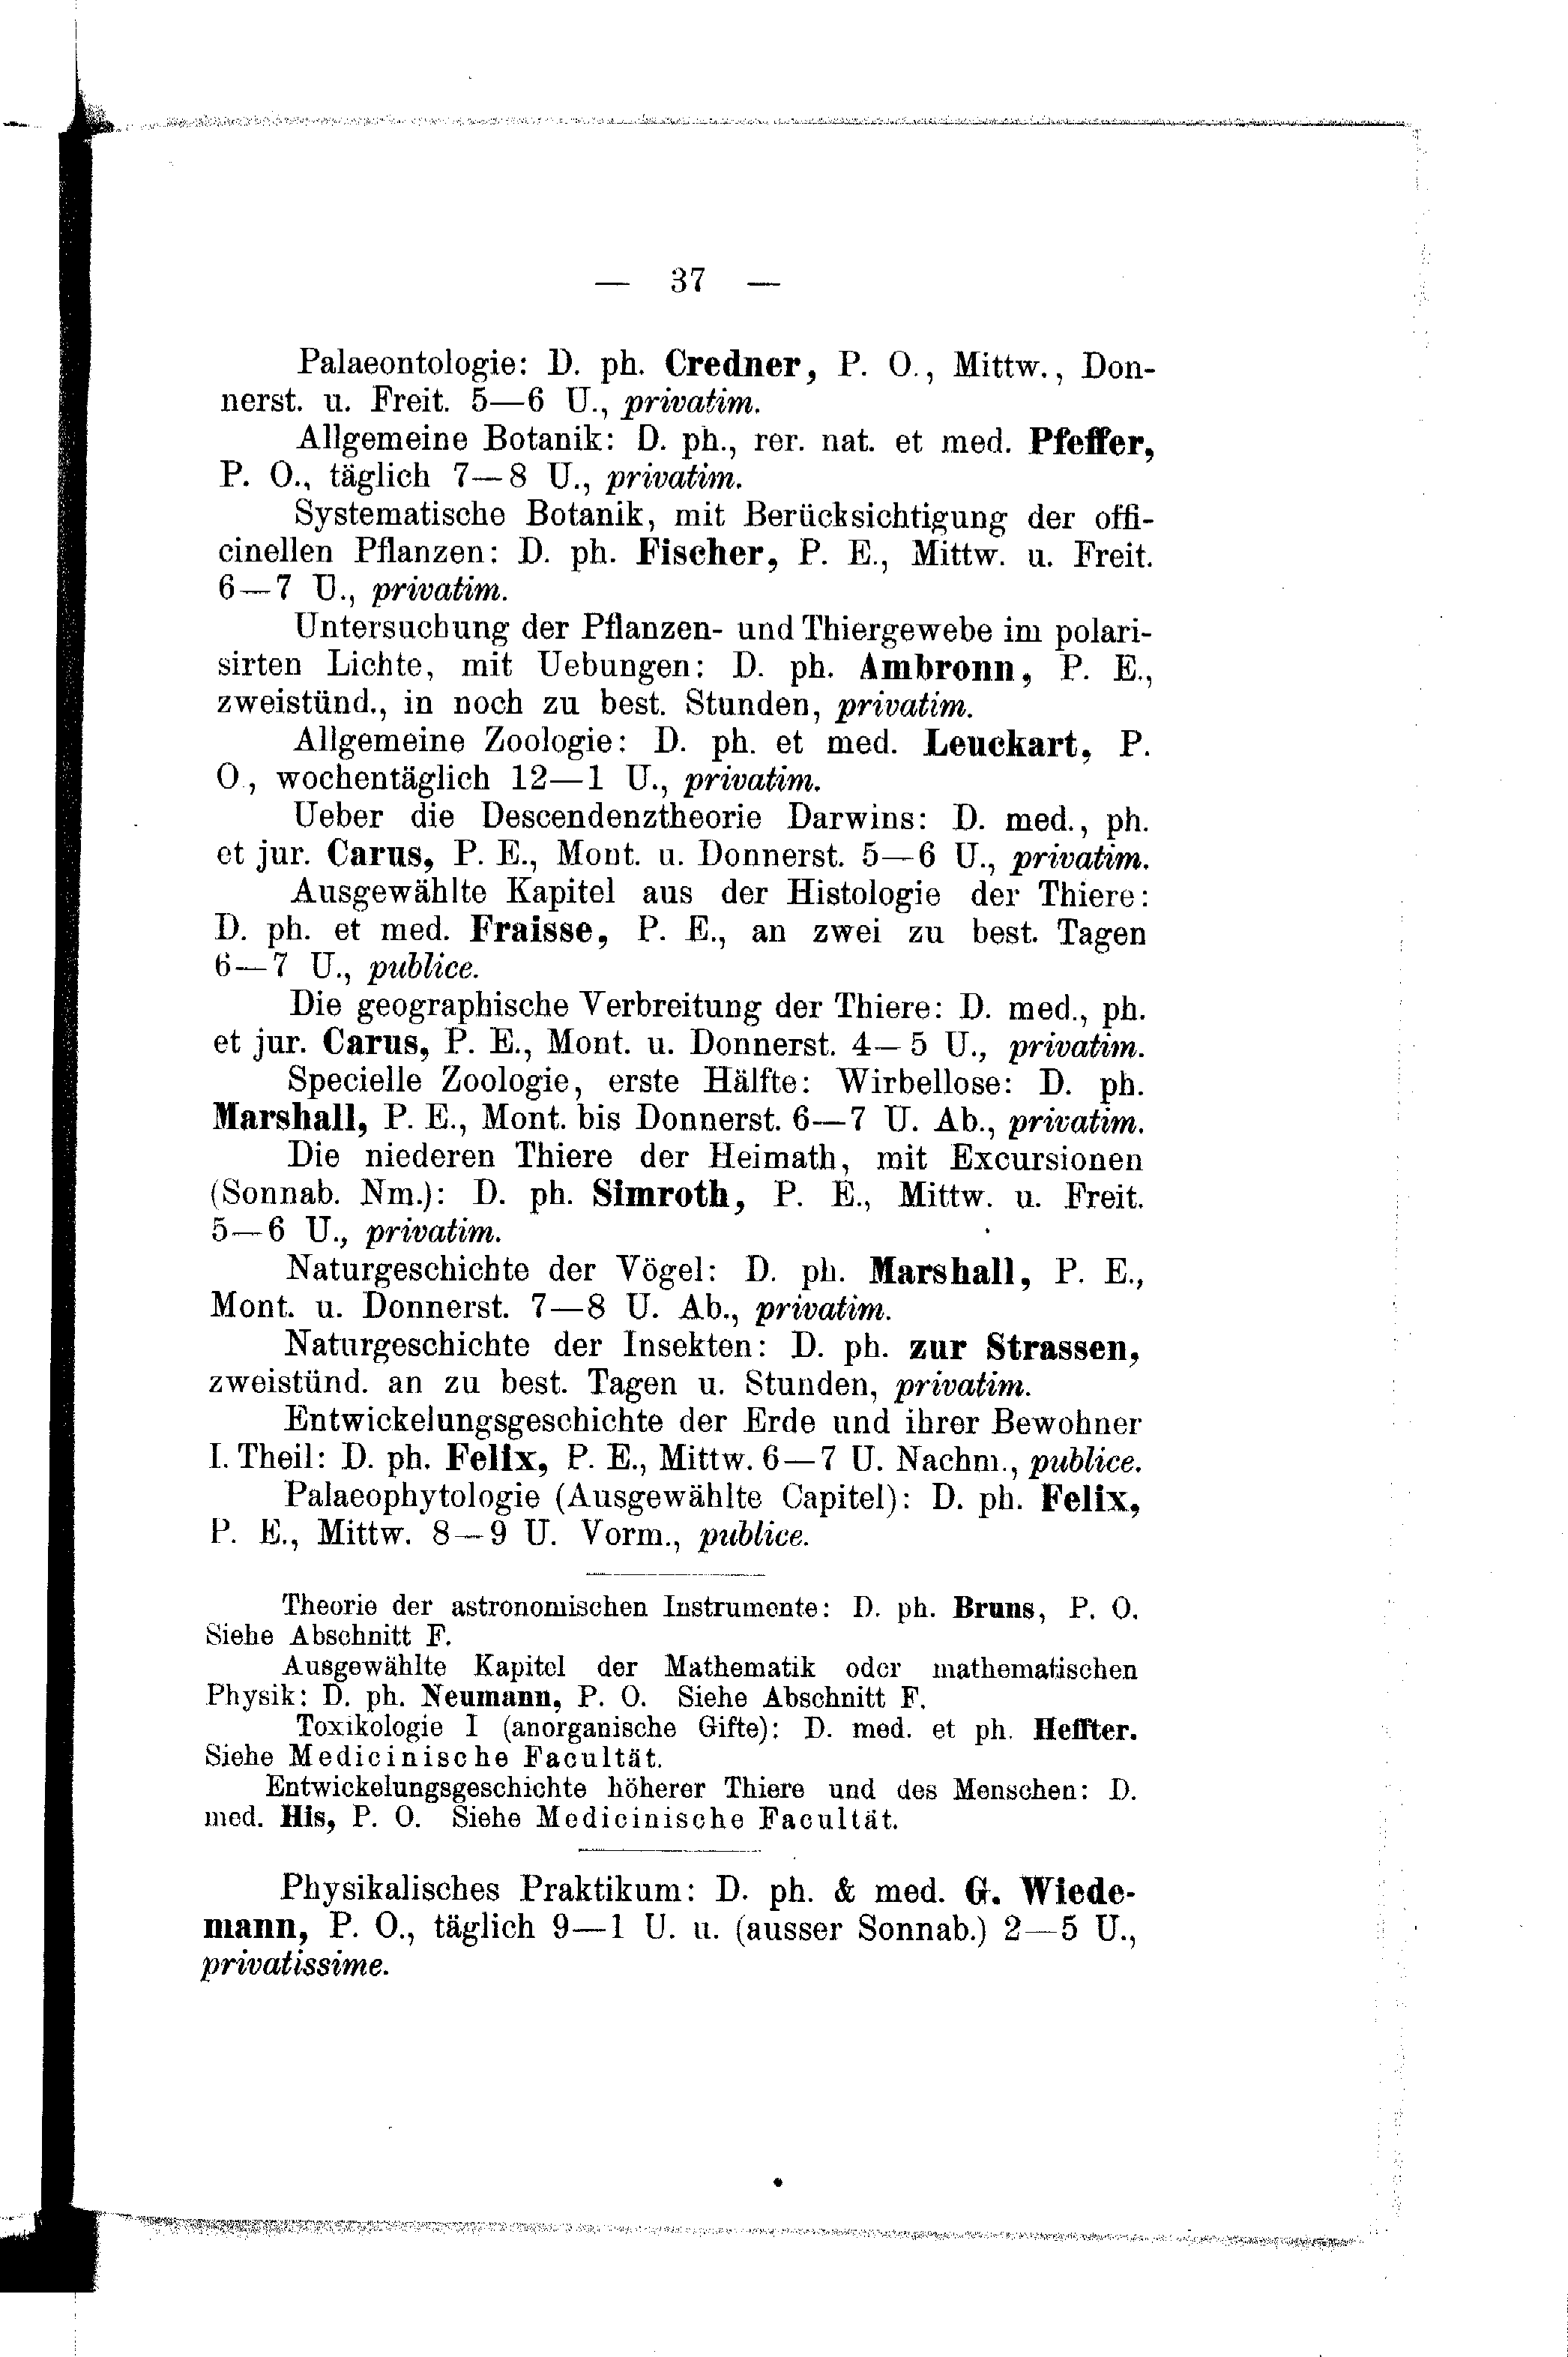 — 37 —
Palaeontologie: D. ph. Credner, P. O., Mittw., Don-
nerst. u. Freit. 5—6 U., privatim.
Allgemeine Botanik: D. ph., rer. nat. et med. Pfeffer,
P. O., täglich 7—8 U., privatim.
Systematische Botanik, mit Berücksichtigung der offi-
cinellen Pflanzen: D. ph. Fischer, P. E., Mittw. u. Freit.
6—7 U., privatim.
Untersuchung der Pflanzen- und Thiergewebe im polari-
sirten Lichte, mit Uebungen: D. ph. Ambronn, P. E.,
zweistünd., in noch zu best. Stunden, privatim.
Allgemeine Zoologie: D. ph. et med. Leuckart, P.
O., wochentäglich 12—1 U., privatim.
Ueber die Descendenztheorie Darwins: D. med., ph.
et jur. Carus, P. E., Mont. u. Donnerst. 5—6 U., privatim.
Ausgewählte Kapitel aus der Histologie der Thiere:
D. ph. et med. Fraisse, P. E., an zwei zu best. Tagen
6—7 U., publice.
Die geographische Verbreitung der Thiere: D. med., ph.
et jur. Carus, P. E., Mont. u. Donnerst. 4—5 U., privatim.
Specielle Zoologie, erste Hälfte: Wirbellose: D. ph.
Marshall, P. E., Mont. bis Donnerst. 6—7 U. Ab., privatim.
Die niederen Thiere der Heimath, mit Excursionen
(Sonnab. Nm.): D. ph. Simroth, P. E., Mittw. u. Freit.
5—6 U., privatim.
Naturgeschichte der Vögel: D. ph. Marshall, P. E.,
Mont. u. Donnerst. 7—8 U. Ab., privatim.
Naturgeschichte der Insekten: D. ph. zur Strassen,
zweistünd. an zu best. Tagen u. Stunden, privatim.
Entwickelungsgeschichte der Erde und ihrer Bewohner
I. Theil: D. ph. Felix, P. E., Mittw. 6—7 U. Nachm., publice.
Palaeophytologie (Ausgewählte Capitel): D. ph. Felix,
P. E., Mittw. 8—9 U. Vorm., publice.
Theorie der astronomischen Instrumente: D. ph. Bruns, P. O.
Siehe Abschnitt F.
Ausgewählte Kapitel der Mathematik oder mathematischen
Physik: D. ph. Neumann, P. O. Siehe Abschnitt F.
Toxikologie I (anorganische Gifte): D. med. et ph. Heffter.
Siehe Medicinische Facultät.
Entwickelungsgeschichte höherer Thiere und des Menschen: D.
med. His, P. O. Siehe Medicinische Facultät.
Physikalisches Praktikum: D. ph. & med. G. Wiede-
mann, P. O., täglich 9—1 U. u. (ausser Sonnab.) 2—5 U.,
privatissime.